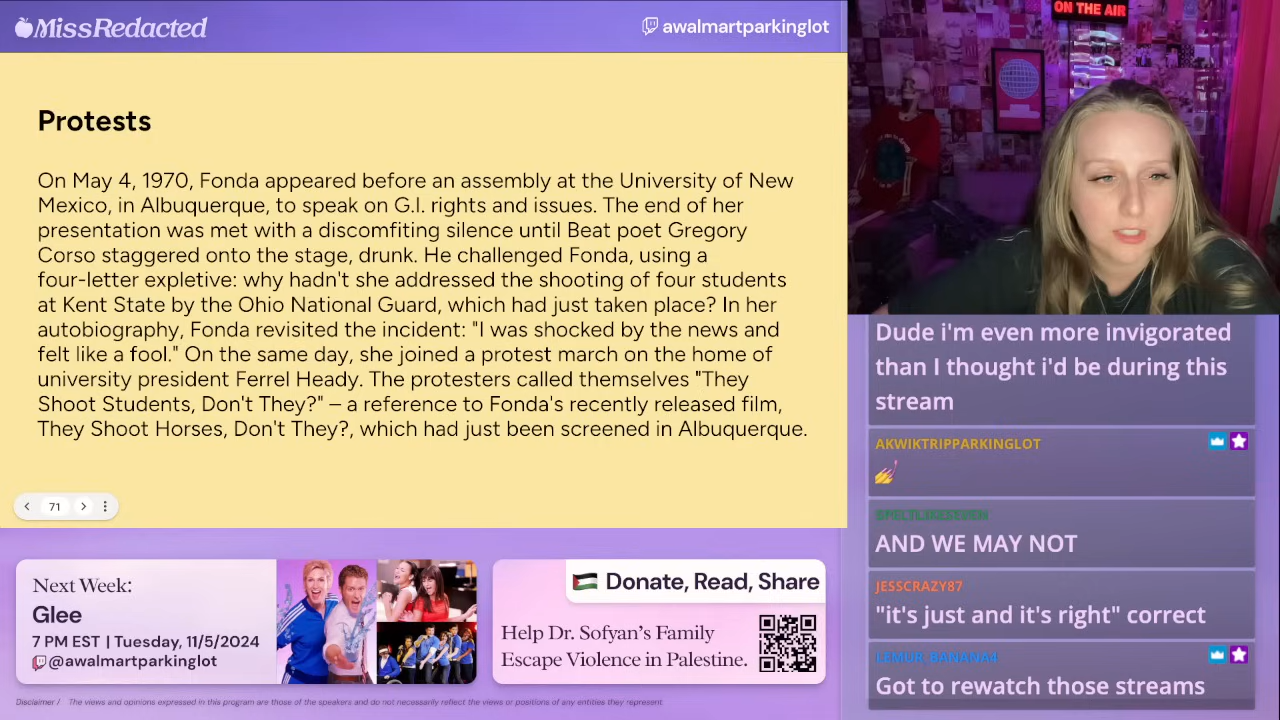 MissRedacted
awalmartparkinglot
ON THE AIR
Protests
On May 4, 1970, Fonda appeared before an assembly at the University of New
Mexico, in Albuquerque, to speak on G.I. rights and issues. The end of her
presentation was met with a discomfiting silence until Beat poet Gregory
Corso staggered onto the stage, drunk. He challenged Fonda, using a
four-letter expletive: why hadn't she addressed the shooting of four students
at Kent State by the Ohio National Guard, which had just taken place? In her
autobiography, Fonda revisited the incident: "I was shocked by the news and
felt like a fool." On the same day, she joined a protest march on the home of
university president Ferrel Heady. The protesters called themselves "They
Shoot Students, Don't They?" – a reference to Fonda's recently released film,
They Shoot Horses, Don't They?, which had just been screened in Albuquerque.
71
Dude i'm even more invigorated
than I thought i'd be during this
stream
AKWIKTRIPPARKINGLOT
AND WE MAY NOT
JESSCRAZY87
"it's just and it's right" correct
LEMUR_BANANA4
Got to rewatch those streams
Next Week:
Glee
7 PM EST | Tuesday, 11/5/2024
@awalmartparkinglot
Donate, Read, Share
Help Dr. Sofyan's Family
Escape Violence in Palestine.
Disclaimer / The views and opinions expressed in this program are those of the speakers and do not necessarily reflect the views or positions of any entities they represent